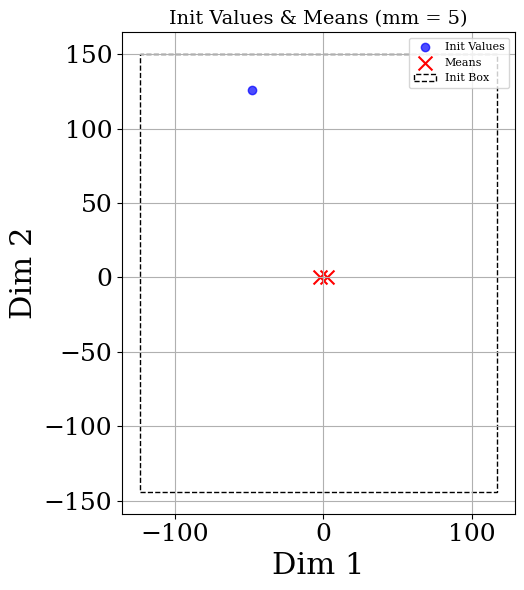 Init Values & Means (mm = 5)
Init Values
Means
Init Box
150
100
50
0
−50
−100
−150
Dim 2
−100
0
100
Dim 1